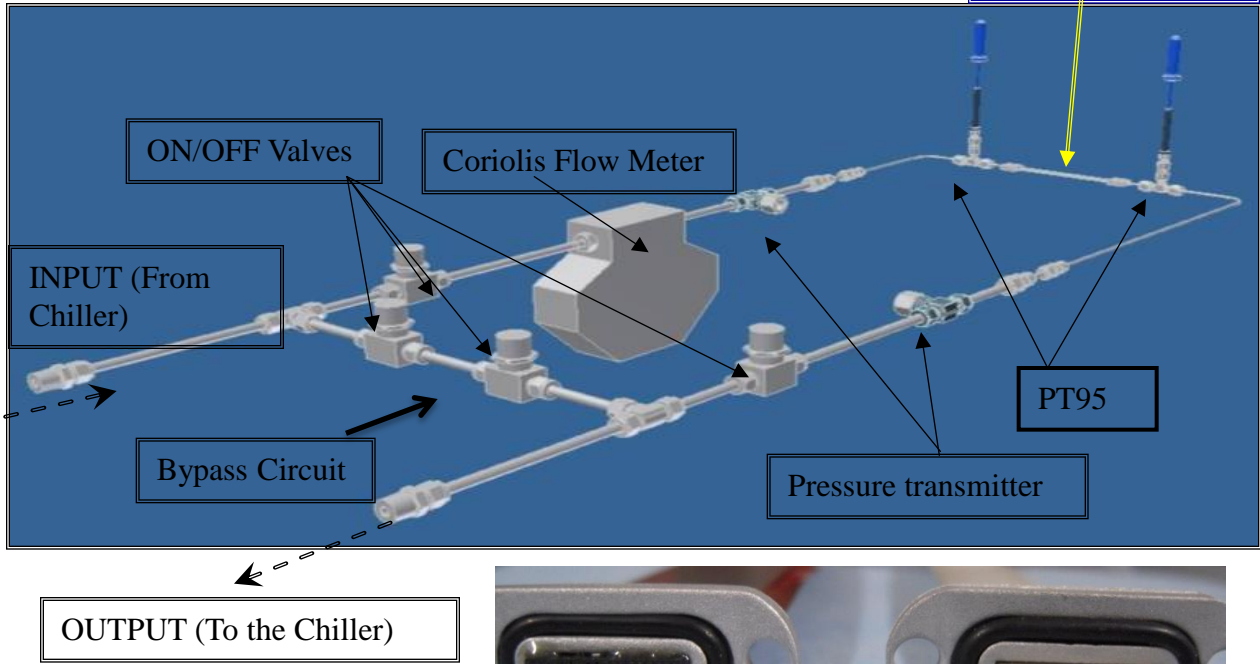 ON/OFF Valves
Coriolis Flow Meter
INPUT (From
Chiller)
PT95
Bypass Circuit
Pressure transmitter
OUTPUT (To the Chiller)